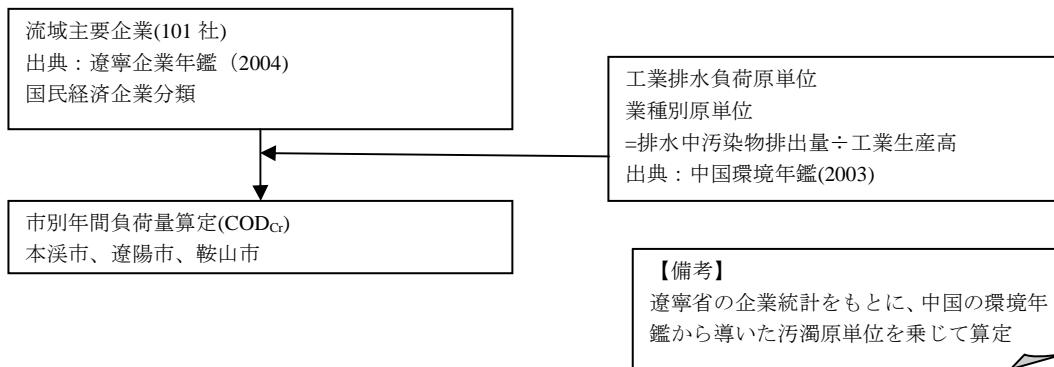 流域主要企業(101 社)
出典：遼寧企業年鑑（2004)
国民経済企業分類
工業排水負荷原単位
業種別原単位
=排水中汚染物排出量÷工業生産高
出典：中国環境年鑑(2003)
市別年間負荷量算定(CODCr)
本渓市、遼陽市、鞍山市
【備考】
遼寧省の企業統計をもとに、中国の環境年
鑑から導いた汚濁原単位を乗じて算定